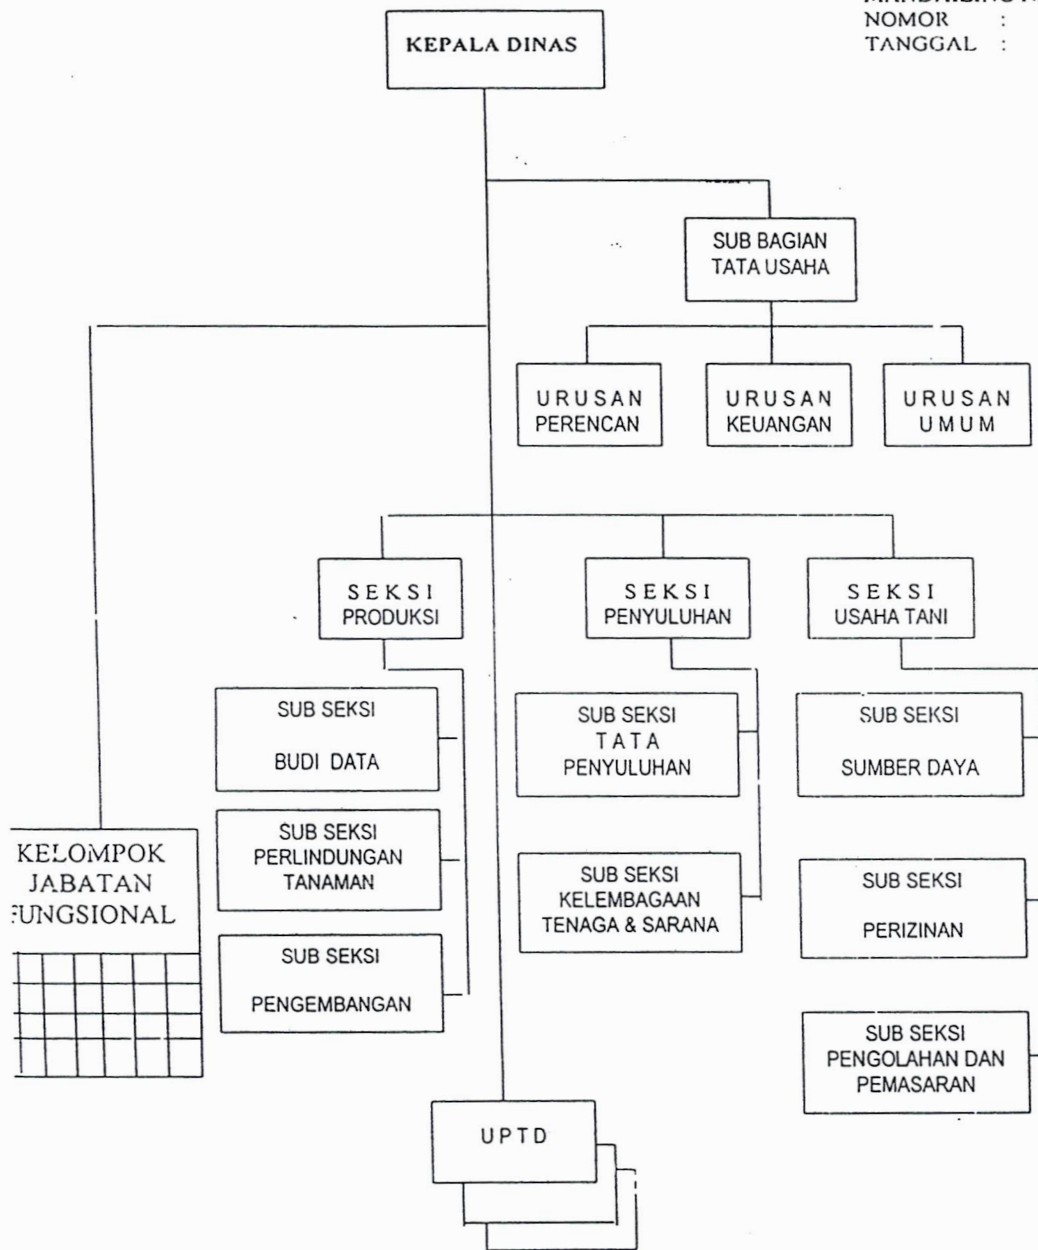 NOMOR :
TANGGAL :
KEPALA DINAS
SUB BAGIAN
TATA USAHA
URUSAN
PERENCAN
URUSAN
KEUANGAN
URUSAN
UMUM
SEKSI
PRODUKSI
SEKSI
PENYULUHAN
SEKSI
USAHA TANI
SUB SEKSI
BUDI DATA
SUB SEKSI
PERLINDUNGAN
TANAMAN
SUB SEKSI
PENGEMBANGAN
SUB SEKSI
TATA
PENYULUHAN
SUB SEKSI
KELEMBAGAAN
TENAGA & SARANA
SUB SEKSI
SUMBER DAYA
SUB SEKSI
PERIZINAN
SUB SEKSI
PENGOLAHAN DAN
PEMASARAN
KELOMPOK
JABATAN
FUNGSIONAL
UPTD